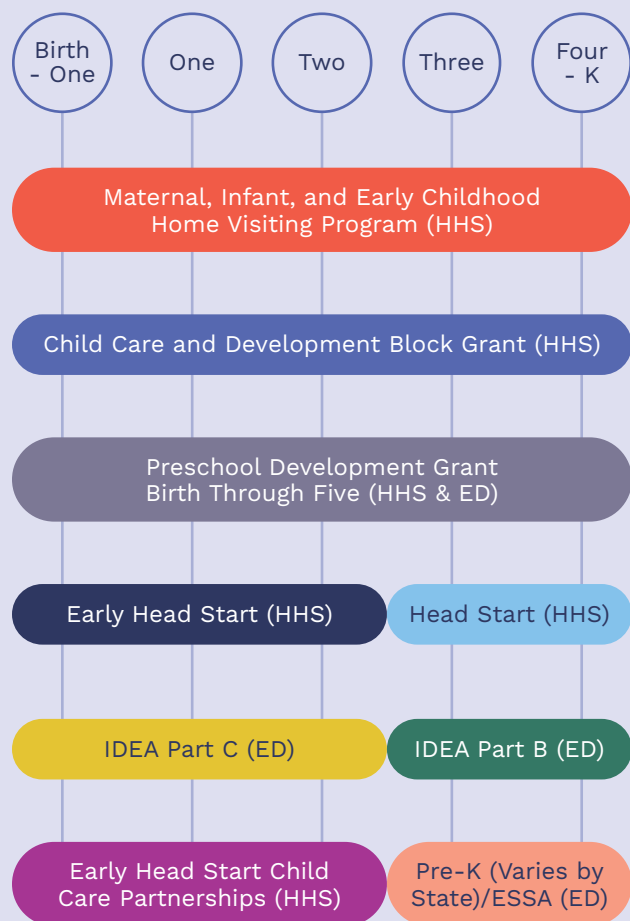 Birth
- One
One
Two
Three
Four
- K
Maternal, Infant, and Early Childhood
Home Visiting Program (HHS)
Child Care and Development Block Grant (HHS)
Preschool Development Grant
Birth Through Five (HHS & ED)
Early Head Start (HHS)
Head Start (HHS)
IDEA Part C (ED)
IDEA Part B (ED)
Early Head Start Child
Care Partnerships (HHS)
Pre-K (Varies by
State)/ESSA (ED)